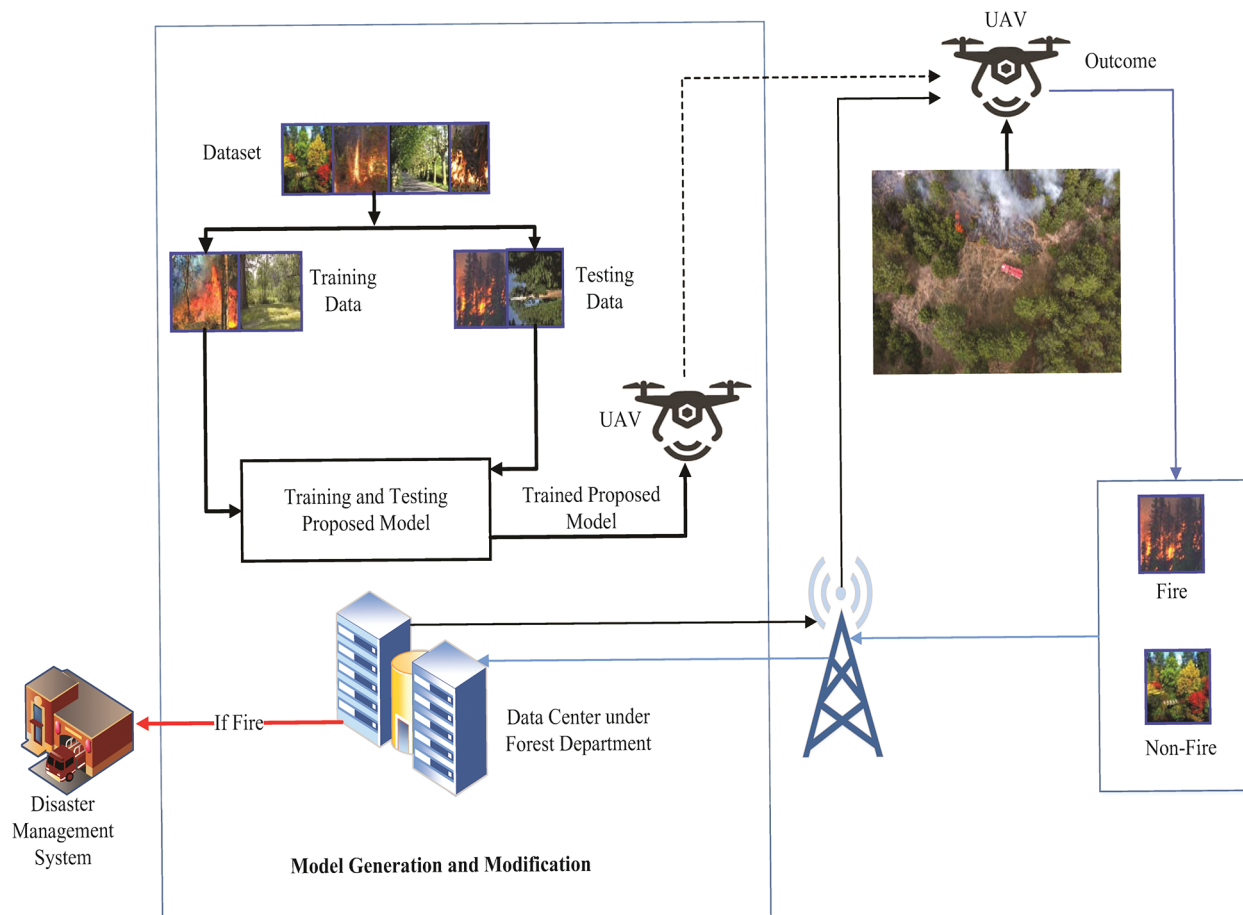 UAV
Outcome
Dataset
Training
Data
Testing
Data
UAV
Training and Testing
Proposed Model
Trained Proposed
Model
Fire
Non-Fire
If Fire
Data Center under
Forest Department
Disaster
Management
System
Model Generation and Modification